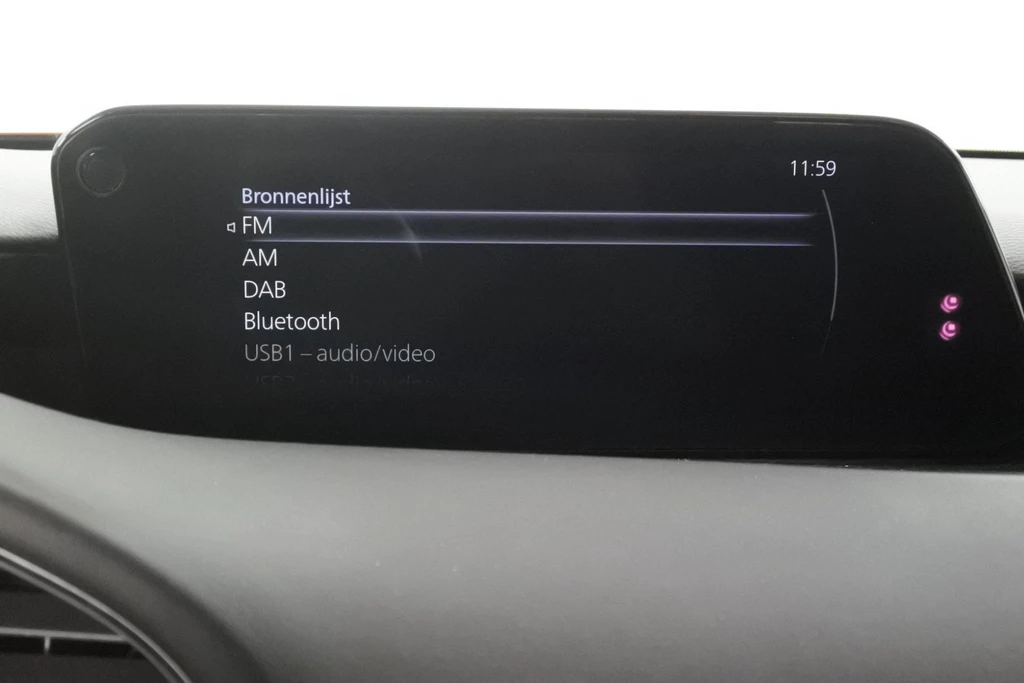 11:59
Bronnenlijst
FM
AM
DAB
Bluetooth
USB1 – audio/video